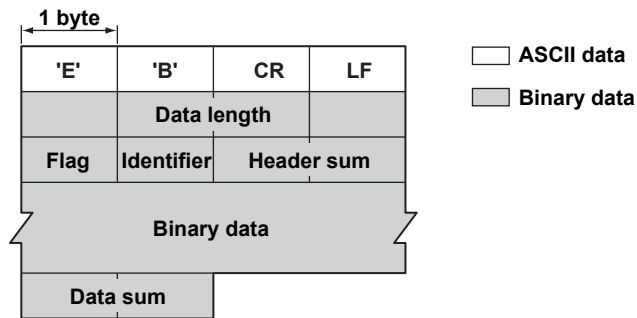 1 byte
'E' 'B' CR LF
ASCII data
Binary data
Data length
Flag Identifier Header sum
Binary data
Data sum